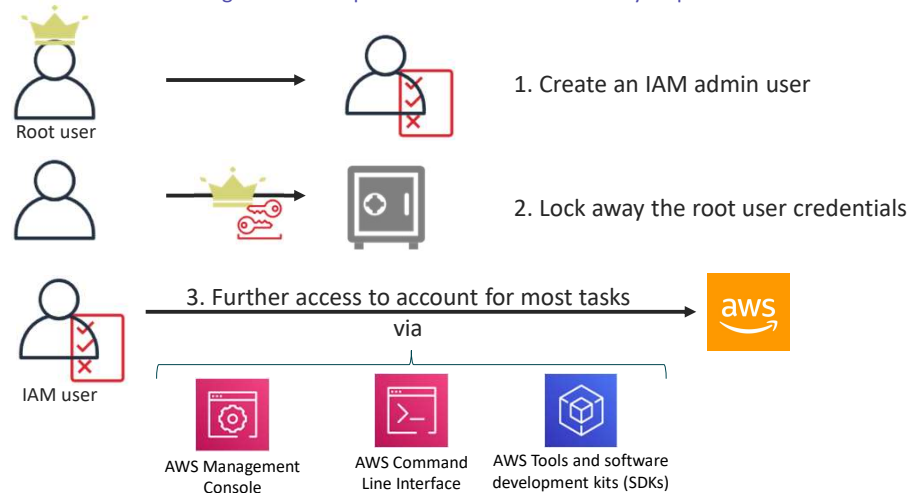 Root user
1. Create an IAM admin user
2. Lock away the root user credentials
3. Further access to account for most tasks
via
aws
IAM user
AWS Management
Console
AWS Command
Line Interface
AWS Tools and software
development kits (SDKs)